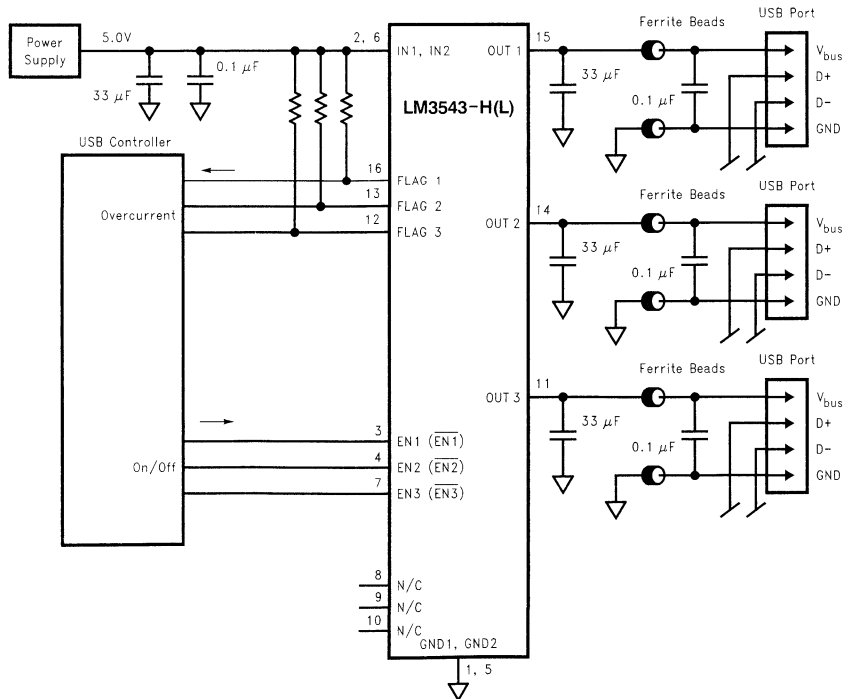 Power Supply
5.0V
33 μF
0.1 μF
USB Controller
Overcurrent
On/Off
2, 6
IN1, IN2
LM3543-H(L)
16
FLAG 1
13
FLAG 2
12
FLAG 3
3
EN1 (EN1)
4
EN2 (EN2)
7
EN3 (EN3)
8
N/C
9
N/C
10
N/C
GND1, GND2
1, 5
OUT 1
15
33 μF
Ferrite Beads
0.1 μF
USB Port
Vbus
D+
D-
GND
OUT 2
14
33 μF
Ferrite Beads
0.1 μF
USB Port
Vbus
D+
D-
GND
OUT 3
11
33 μF
Ferrite Beads
0.1 μF
USB Port
Vbus
D+
D-
GND